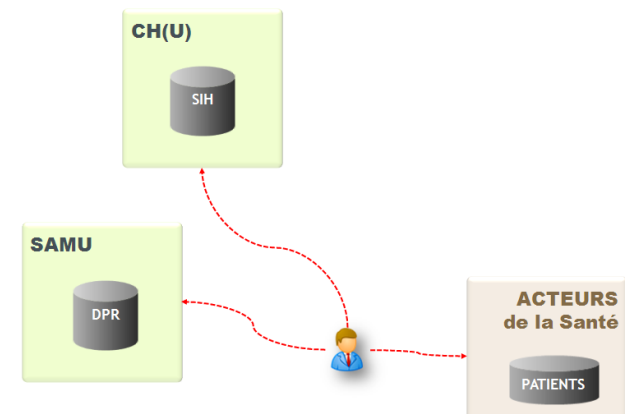 CH(U)
SIH
SAMU
DPR
ACTEURS
de la Santé
PATIENTS